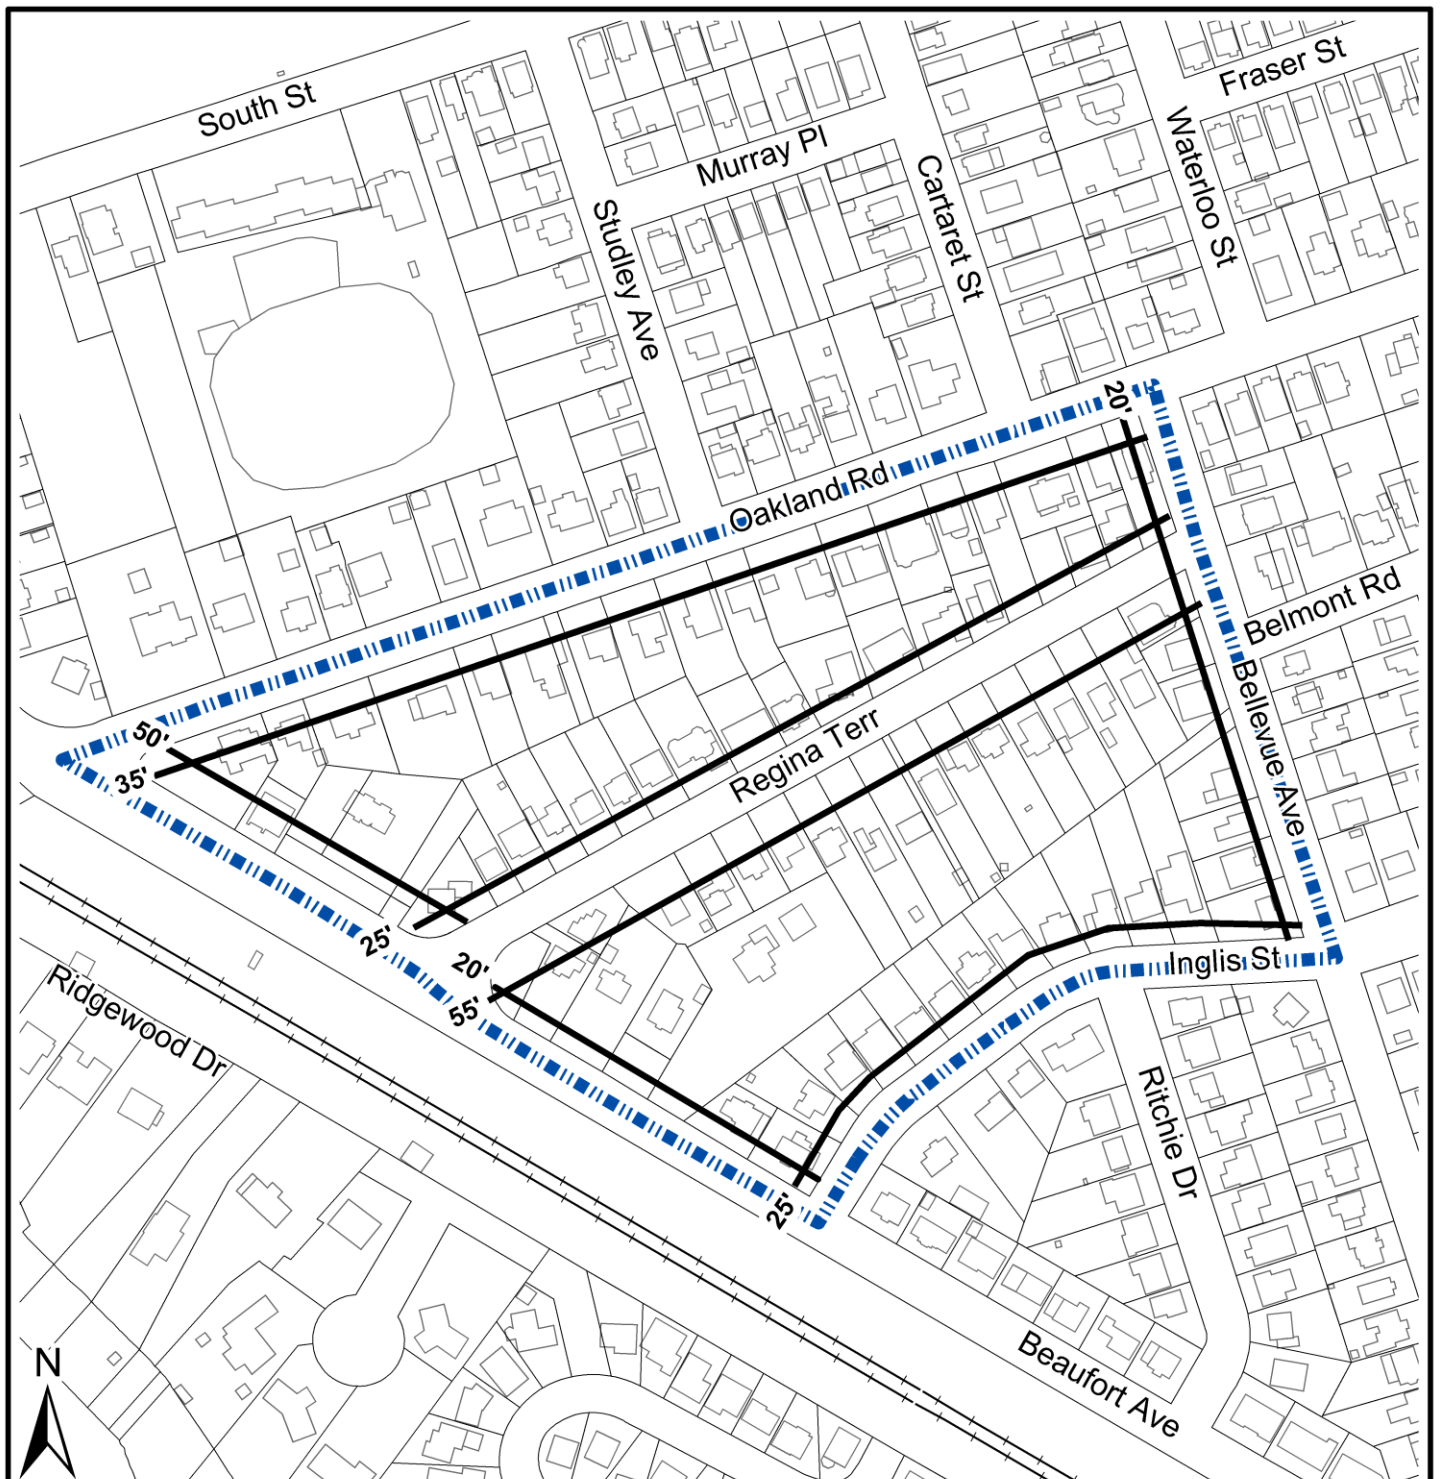 Fraser St
South St
Murray Pl
Waterloo St
Cartaret St
Studley Ave
20'
Oakland Rd
Belmont Rd
Bellevue Ave
50'
35'
Regina Terr
25'
20'
55'
Inglis St
Ridgewood Dr
Ritchie Dr
25'
Beaufort Ave
N